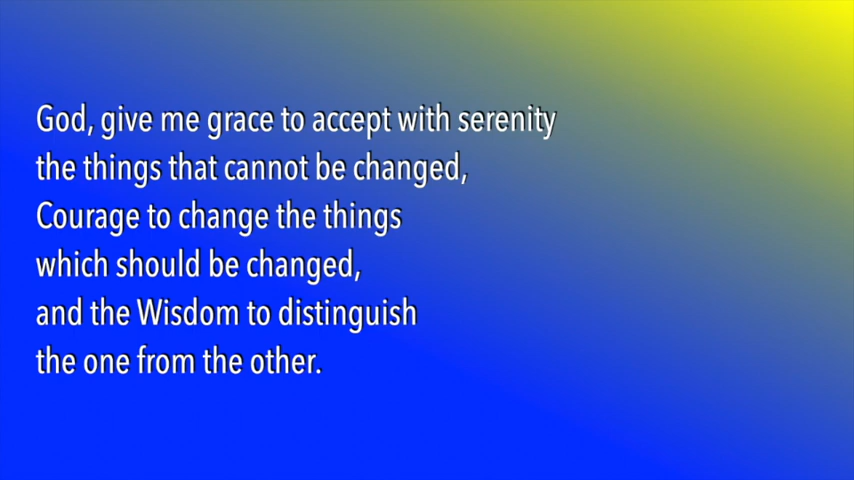 God, give me grace to accept with serenity
the things that cannot be changed,
Courage to change the things
which should be changed,
and the Wisdom to distinguish
the one from the other.